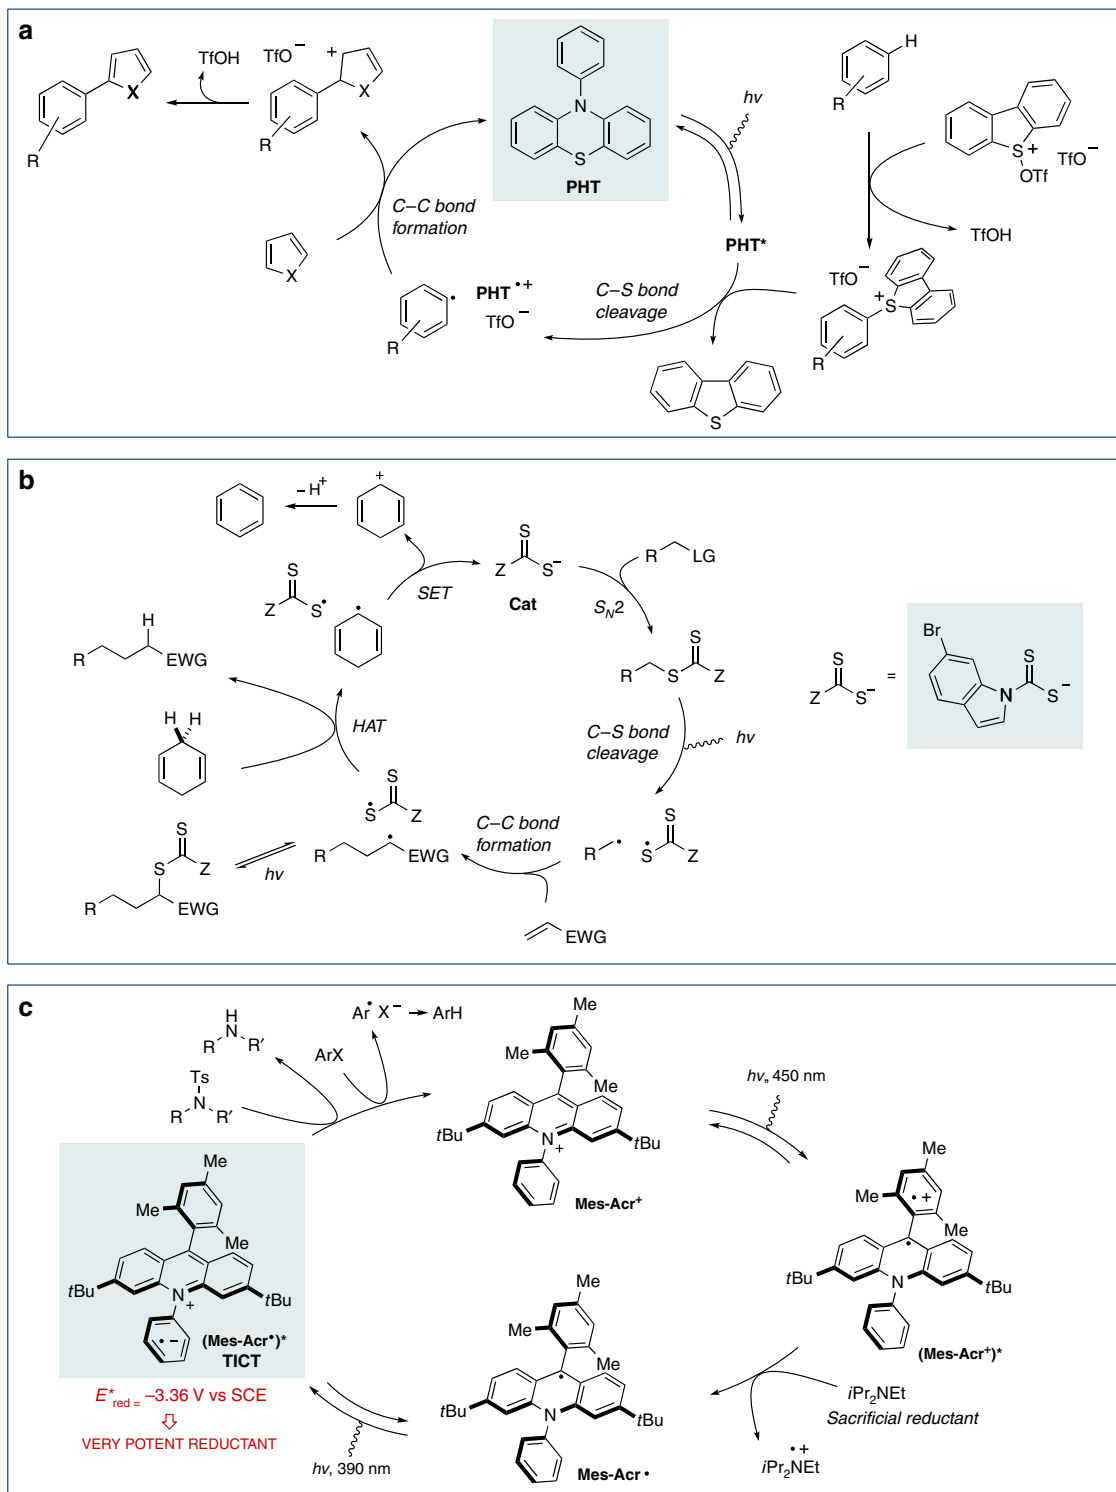 a
TfOH
TfO−
+
X
R
X
R
N
S
PHT
hv
H
R
S
+
OTf
TfO−
TfOH
C–C bond
formation
X
PHT*
R
PHT•+
TfO−
C–S bond
cleavage
TfO−
S
+
R
S
b
− H+
+
S
Z
S•
SET
S
Z
S−
Cat
R
LG
SN2
H
R
EWG
R
S
S
Z
S
Z
S−
=
Br
N
S
S−
H
H
HAT
C–S bond
cleavage
hv
S
•S
Z
R
EWG
C–C bond
formation
R
•
S
•S
Z
S
S
Z
R
EWG
hv
EWG
c
H
N
R
R′
Ar• X− → ArH
ArX
Ts
N
R
R′
Me
Me
Me
tBu
tBu
N
+
Mes-Acr+
hv,, 450 nm
Me
Me
Me
•+
•
tBu
tBu
N
(Mes-Acr+)*
Me
Me
Me
tBu
tBu
N
+
•−
(Mes-Acr•)*
TICT
E*red = –3.36 V vs SCE
VERY POTENT REDUCTANT
hv, 390 nm
Me
Me
Me
•
tBu
tBu
N
Mes-Acr•
iPr2NEt
Sacrificial reductant
•+
iPr2NEt